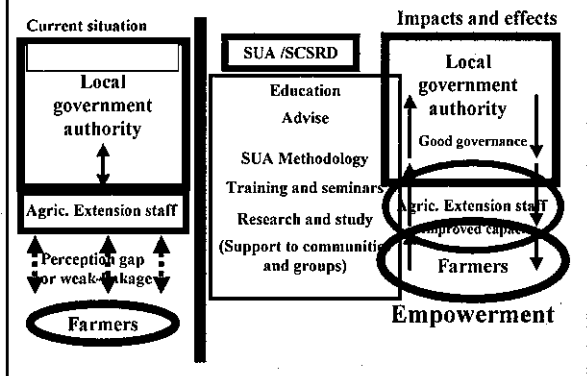 Current situation
Local
government
authority
Agric. Extension staff
Perception gap
or weak leakage
Farmers
SUA /SCSRD
Education
Advise
SUA Methodology
Training and seminars
Research and study
(Support to communities
and groups)
Impacts and effects
Local
government
authority
Good governance
Agric. Extension staff
Improved capac
Farmers
Empowerment